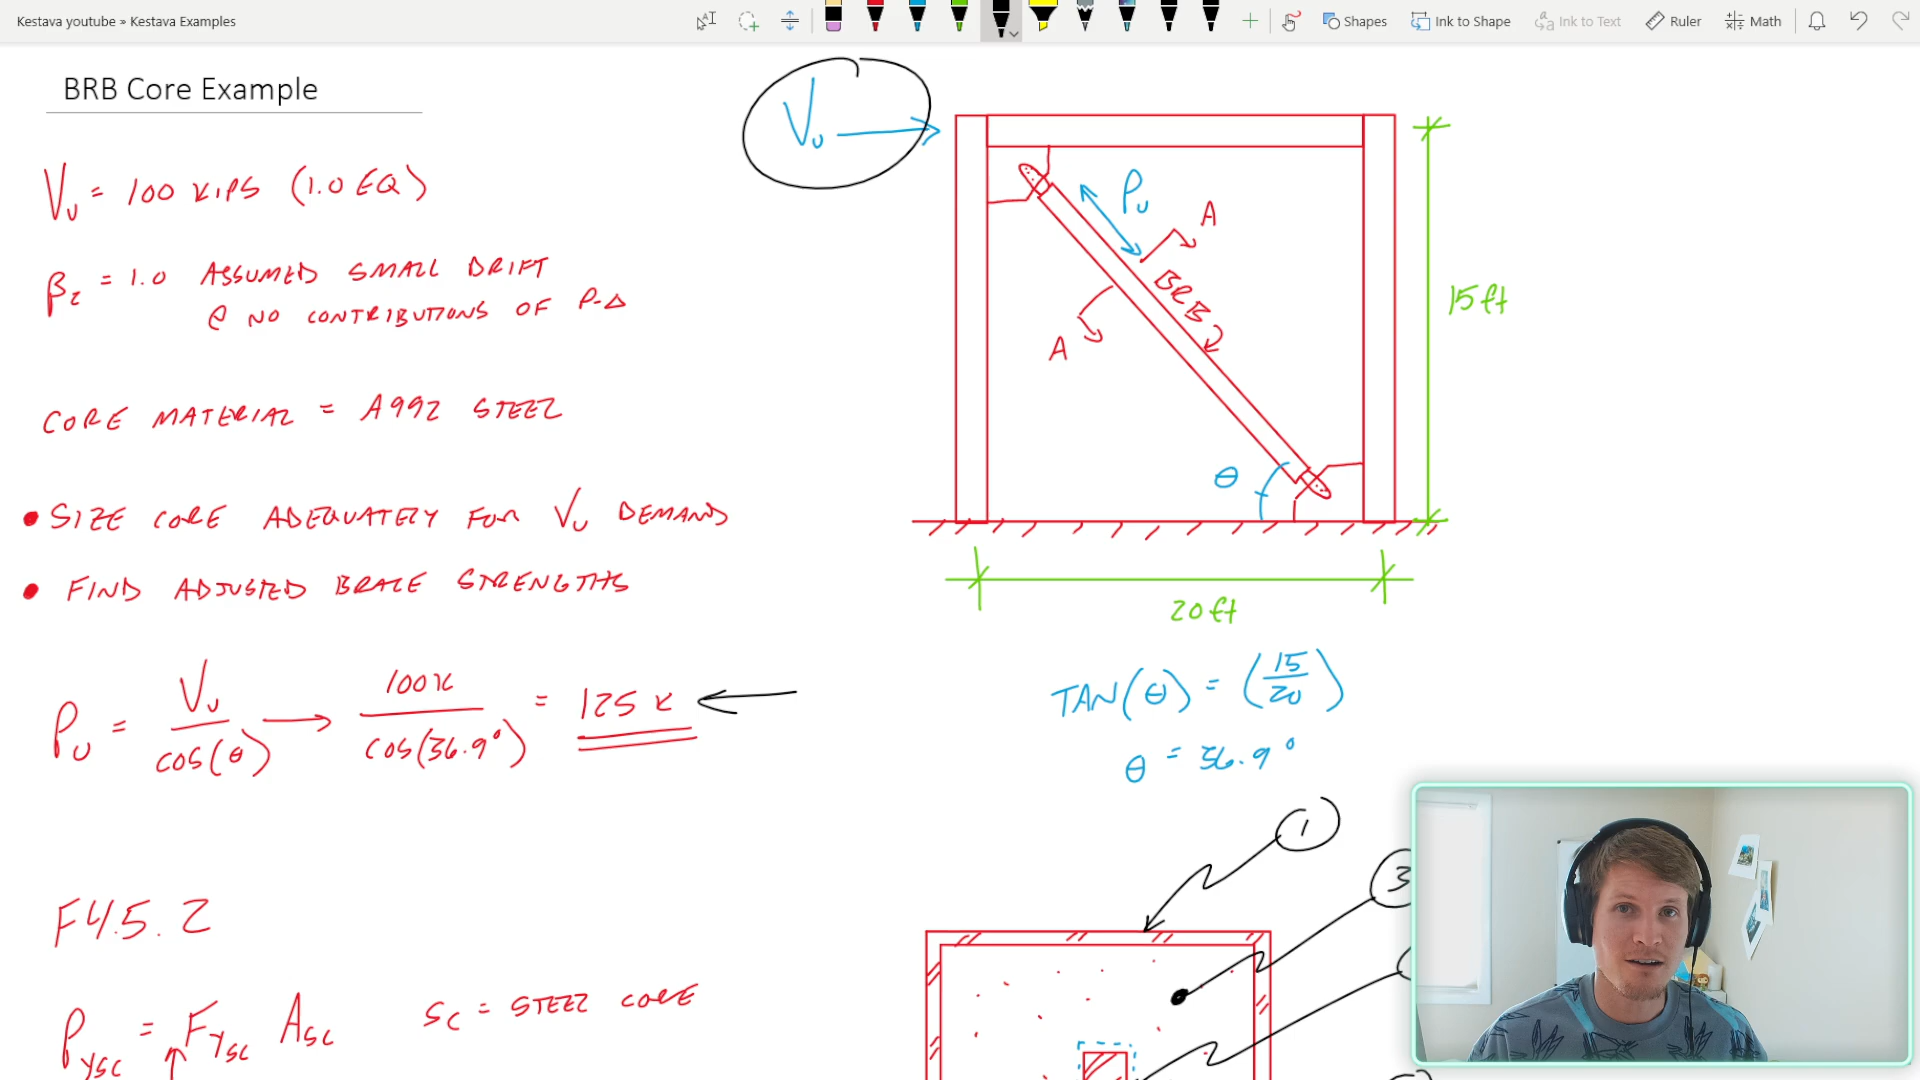 Kestava youtube » Kestava Examples
Shapes
Ink to Shape
Ink to Text
Ruler
Math
BRB Core Example
Vu = 100 KIPS (1.0 EQ)
βz = 1.0 ASSUMED SMALL DRIFT
@ NO CONTRIBUTIONS OF P-Δ
CORE MATERIAL = A992 STEEL
• SIZE CORE ADEQUATELY FOR Vu DEMAND
• FIND ADJUSTED BRACE STRENGTHS
Pu = Vu / COS(θ) → 100K / COS(36.9°) = 125 K
F4.5.2
Pysc = Fysc Asc
SC = STEEL CORE
Vu
Pu
A
A
BRB
θ
15 ft
20 ft
TAN(θ) = (15/20)
θ = 36.9°
1
3